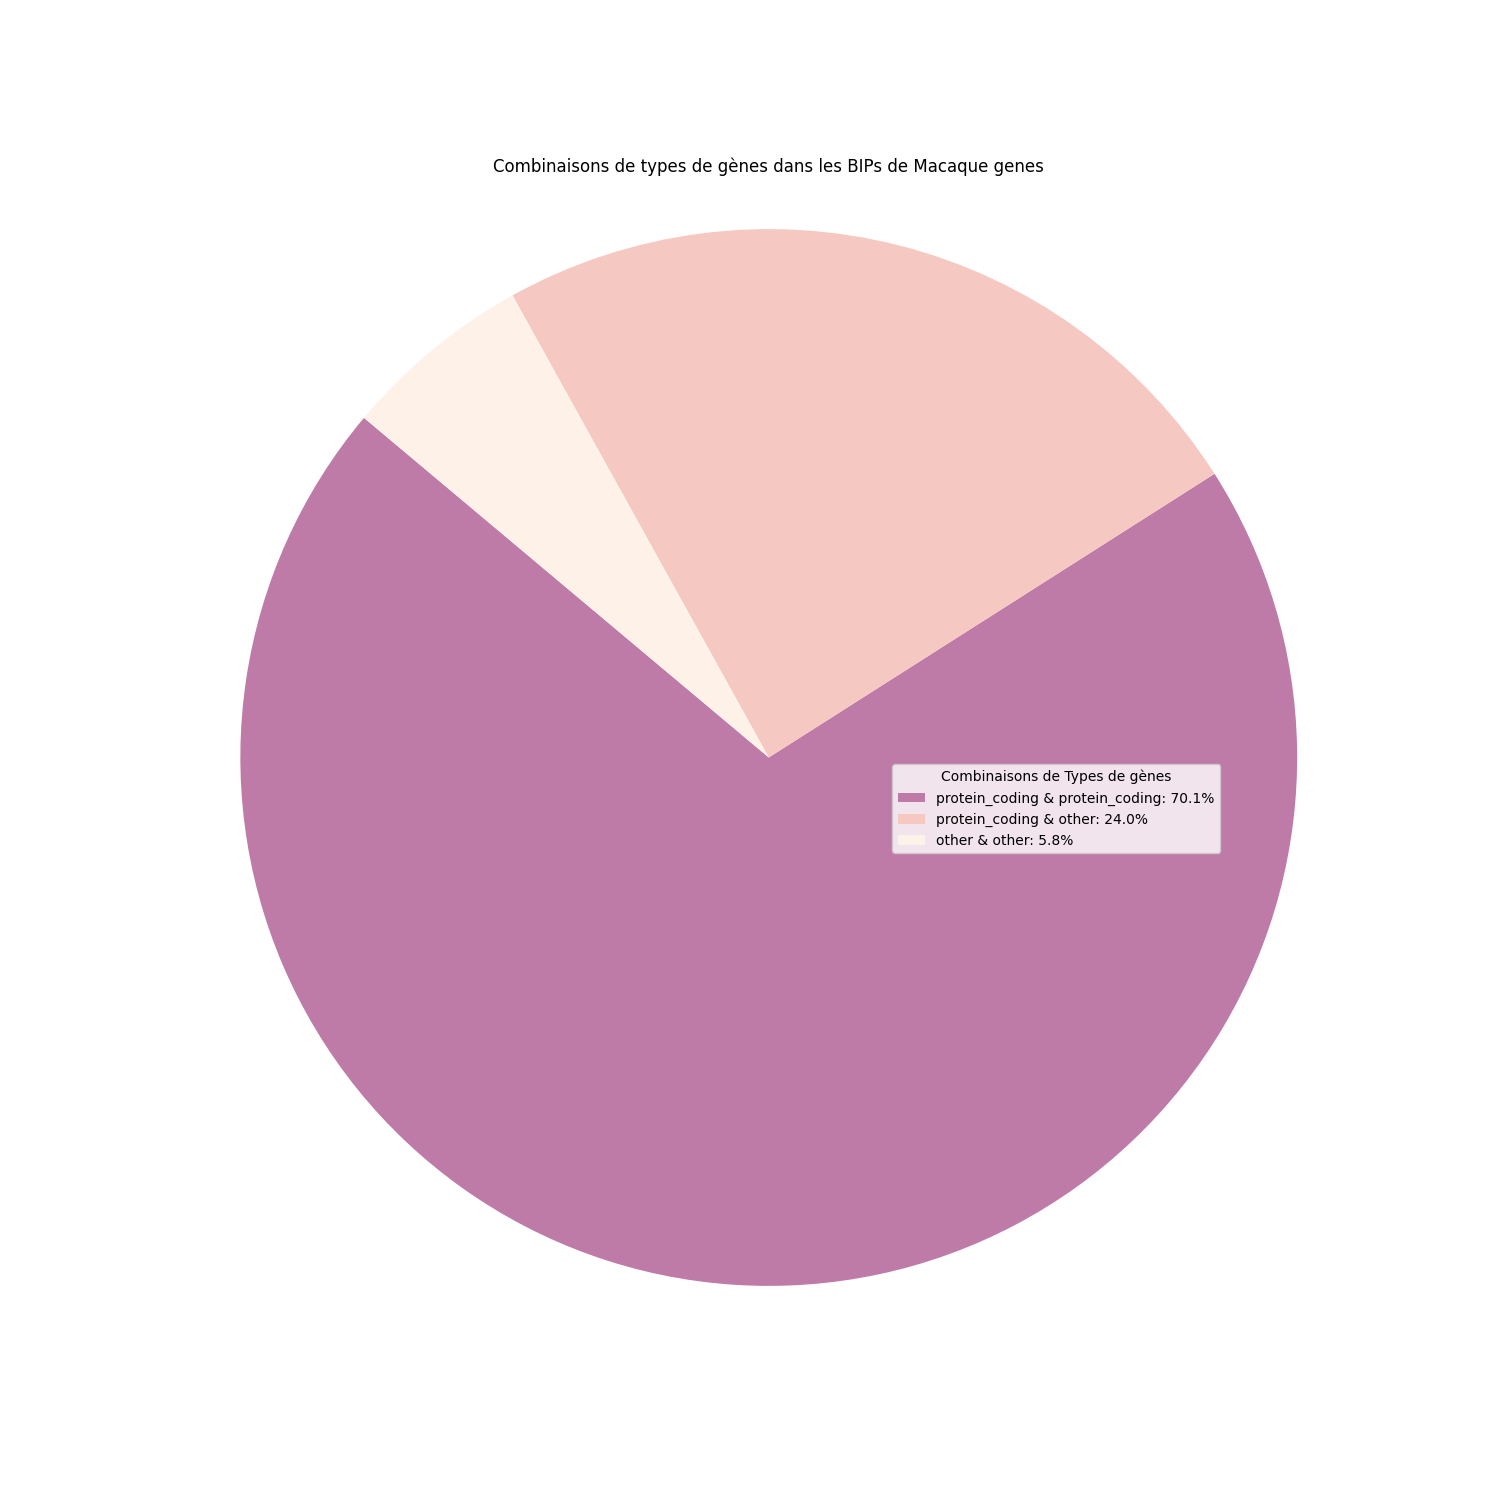 Combinaisons de types de gènes dans les BIPs de Macaque genes
Combinaisons de Types de gènes
protein_coding & protein_coding: 70.1%
protein_coding & other: 24.0%
other & other: 5.8%